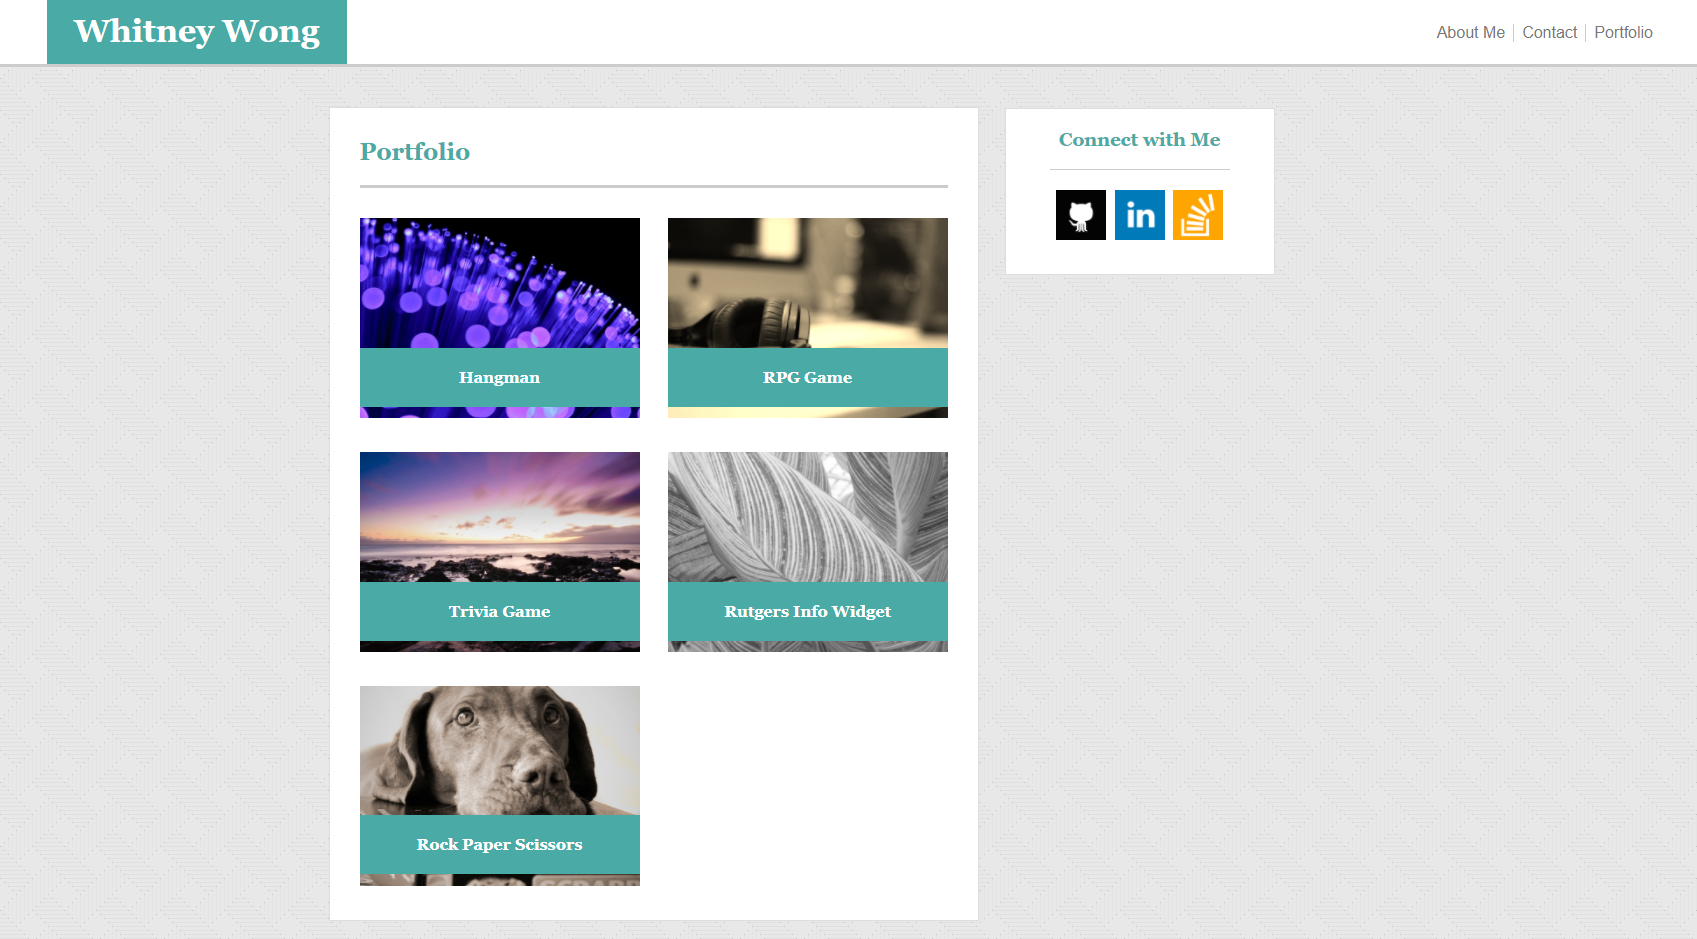 Whitney Wong
About Me
Contact
Portfolio
Portfolio
Connect with Me
in
Hangman
RPG Game
Trivia Game
Rutgers Info Widget
Rock Paper Scissors